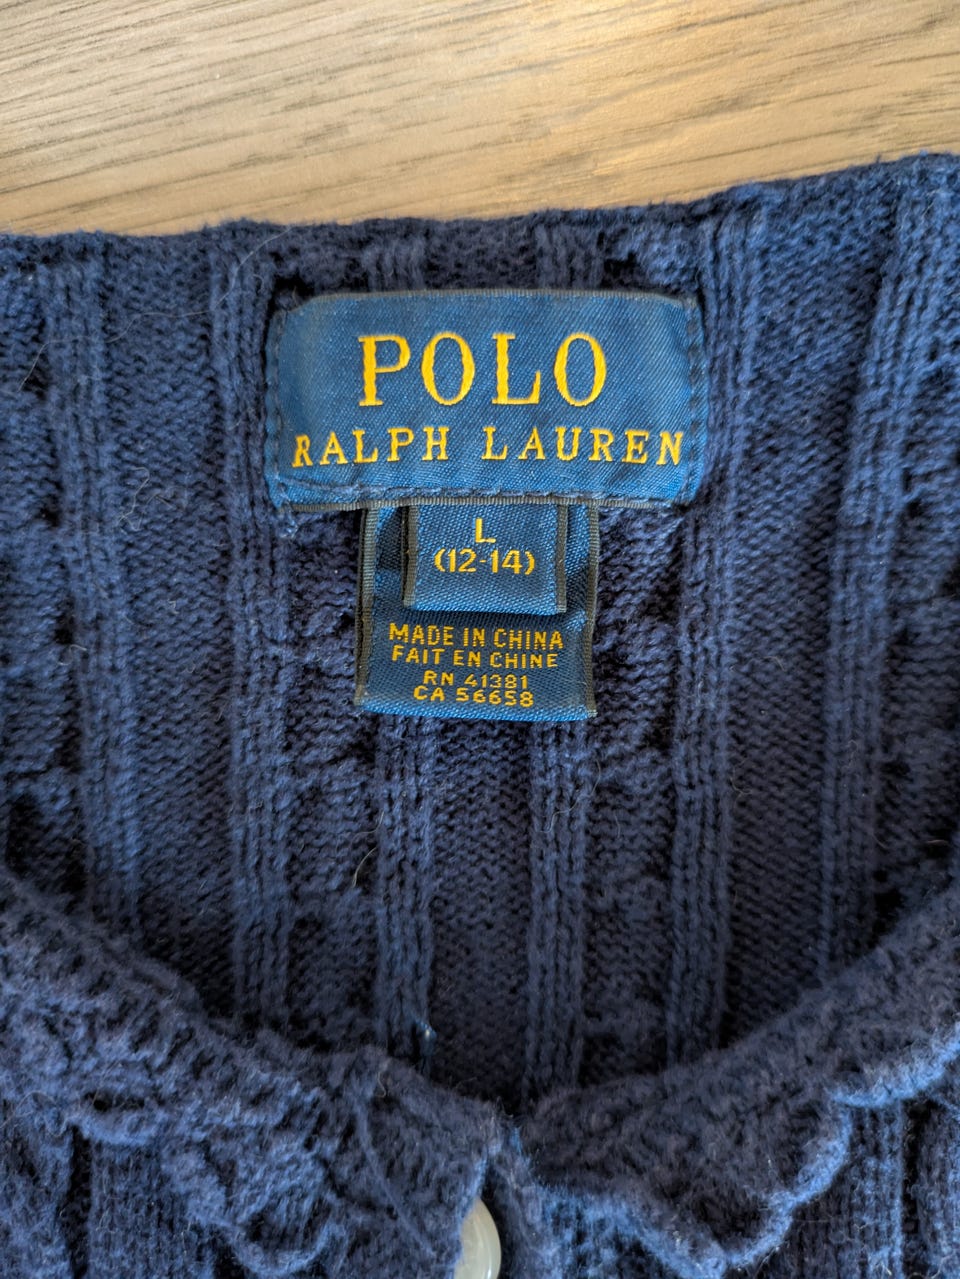 POLO
RALPH LAUREN
L
(12-14)
MADE IN CHINA
FAIT EN CHINE
RN 41381
CA 56658